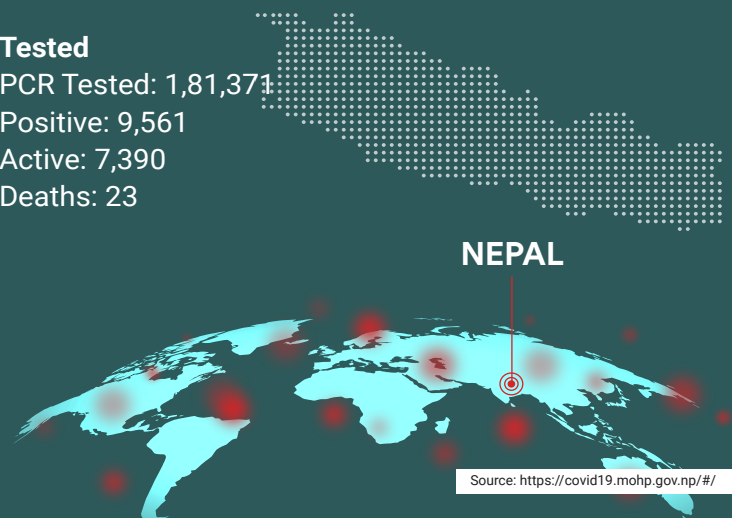 Tested
PCR Tested: 1,81,371
Positive: 9,561
Active: 7,390
Deaths: 23
NEPAL
Source: https://covid19.mohp.gov.np/#/